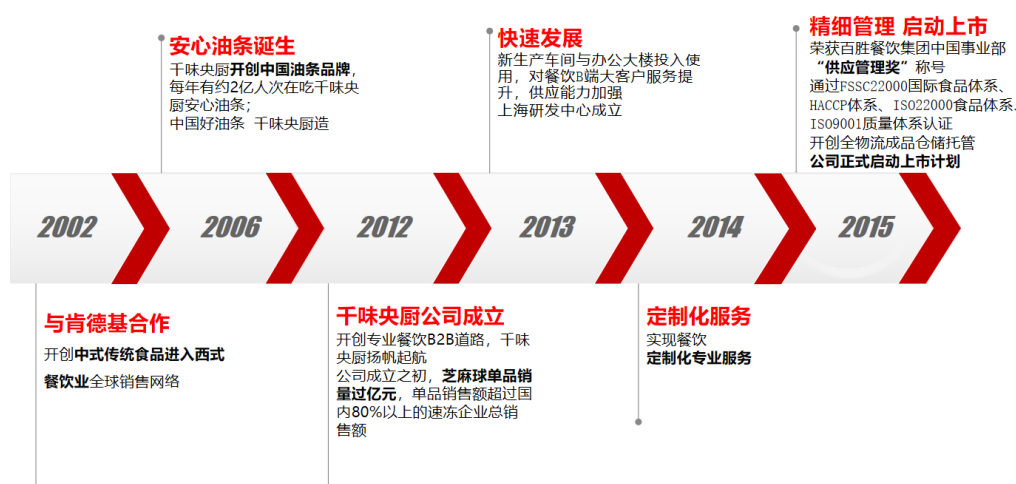 安心油条诞生
千味央厨开创中国油条品牌，
每年有约2亿人次在吃千味央
厨安心油条；
中国好油条 千味央厨造
快速发展
新生产车间与办公大楼投入使
用，对餐饮B端大客户服务提
升，供应能力加强
上海研发中心成立
精细管理 启动上市
荣获百胜餐饮集团中国事业部
“供应管理奖”称号
通过FSSC22000国际食品体系、
HACCP体系、ISO22000食品体系、
ISO9001质量体系认证
开创全物流成品仓储托管
公司正式启动上市计划
2002
2006
2012
2013
2014
2015
与肯德基合作
开创中式传统食品进入西式
餐饮业全球销售网络
千味央厨公司成立
开创专业餐饮B2B道路，千味
央厨扬帆起航
公司成立之初，芝麻球单品销
量过亿元，单品销售额超过国
内80%以上的速冻企业总销
售额
定制化服务
实现餐饮
定制化专业服务